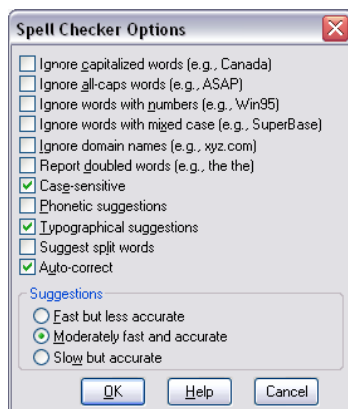 Spell Checker Options
Ignore capitalized words (e.g., Canada)
Ignore all-caps words (e.g., ASAP)
Ignore words with numbers (e.g., Win95)
Ignore words with mixed case (e.g., SuperBase)
Ignore domain names (e.g., xyz.com)
Report doubled words (e.g., the the)
Case-sensitive
Phonetic suggestions
Typographical suggestions
Suggest split words
Auto-correct
Suggestions
Fast but less accurate
Moderately fast and accurate
Slow but accurate
OK Help Cancel